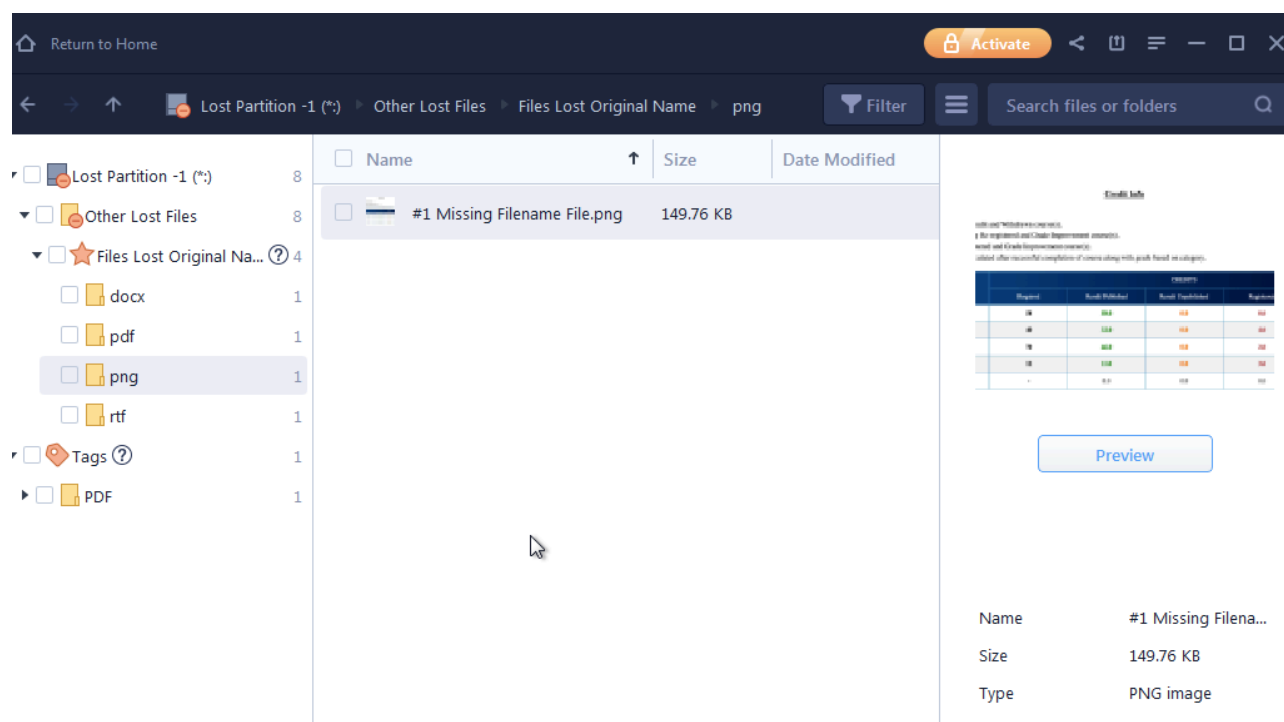 Return to Home
Activate
Lost Partition -1 (*:) Other Lost Files Files Lost Original Name png
Filter
Search files or folders
Lost Partition -1 (*:) 8
Other Lost Files 8
Files Lost Original Na... ? 4
docx 1
pdf 1
png 1
rtf 1
Tags ? 1
PDF 1
Name Size Date Modified
#1 Missing Filename File.png 149.76 KB
Credit Info
Preview
Name #1 Missing Filena...
Size 149.76 KB
Type PNG image